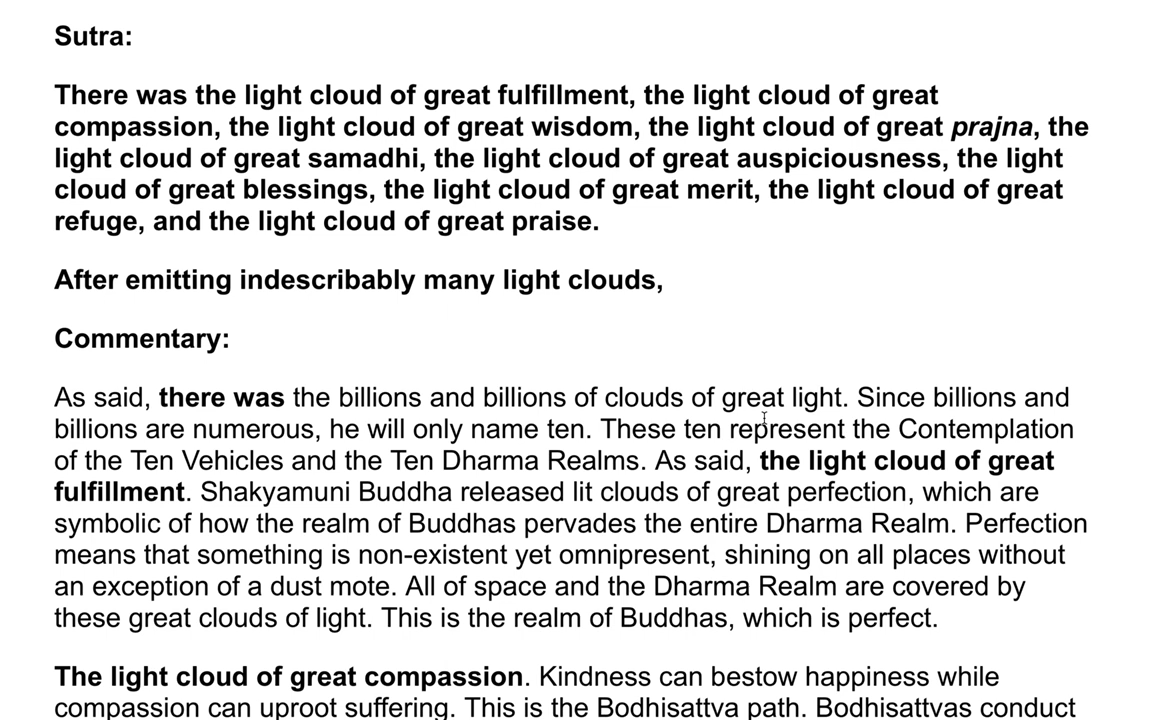 Sutra:
There was the light cloud of great fulfillment, the light cloud of great
compassion, the light cloud of great wisdom, the light cloud of great prajna, the
light cloud of great samadhi, the light cloud of great auspiciousness, the light
cloud of great blessings, the light cloud of great merit, the light cloud of great
refuge, and the light cloud of great praise.
After emitting indescribably many light clouds,
Commentary:
As said, there was the billions and billions of clouds of great light. Since billions and
billions are numerous, he will only name ten. These ten represent the Contemplation
of the Ten Vehicles and the Ten Dharma Realms. As said, the light cloud of great
fulfillment. Shakyamuni Buddha released lit clouds of great perfection, which are
symbolic of how the realm of Buddhas pervades the entire Dharma Realm. Perfection
means that something is non-existent yet omnipresent, shining on all places without
an exception of a dust mote. All of space and the Dharma Realm are covered by
these great clouds of light. This is the realm of Buddhas, which is perfect.
The light cloud of great compassion. Kindness can bestow happiness while
compassion can uproot suffering. This is the Bodhisattva path. Bodhisattvas conduct